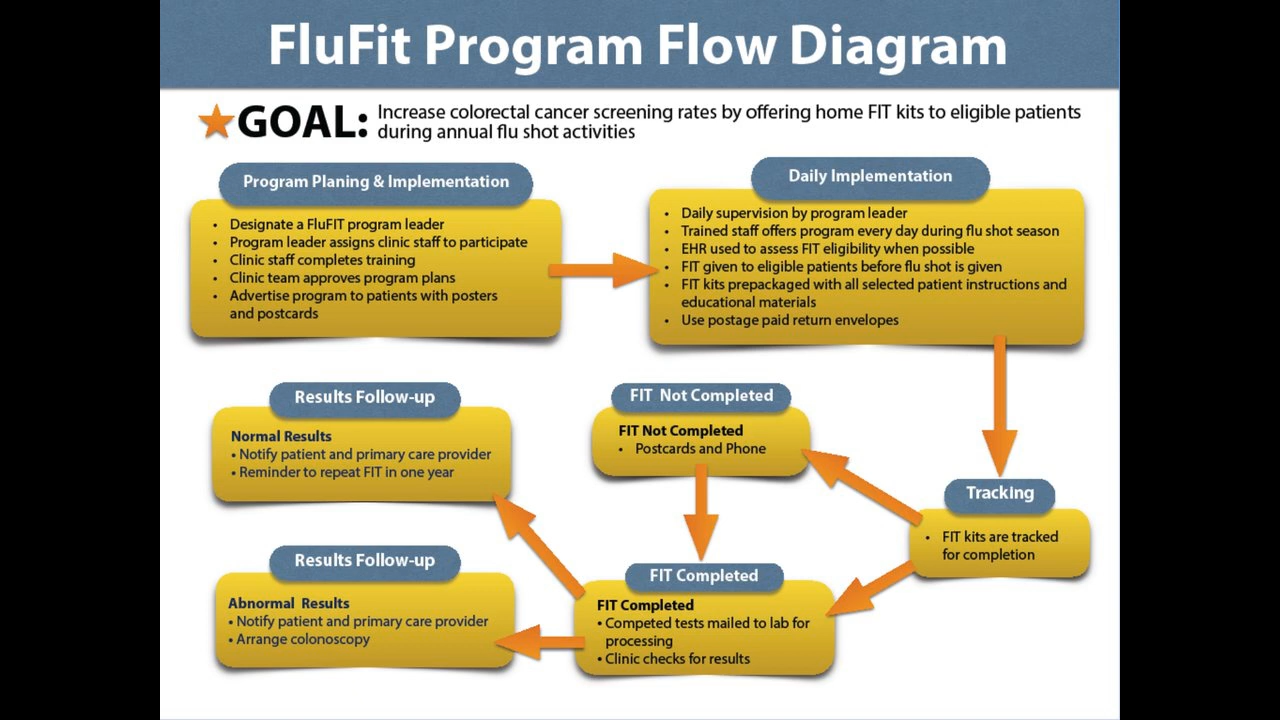 FluFit Program Flow Diagram
GOAL: Increase colorectal cancer screening rates by offering home FIT kits to eligible patients
during annual flu shot activities
Program Planing & Implementation
• Designate a FluFIT program leader
• Program leader assigns clinic staff to participate
• Clinic staff completes training
• Clinic team approves program plans
• Advertise program to patients with posters
and postcards
Daily Implementation
• Daily supervision by program leader
• Trained staff offers program every day during flu shot season
• EHR used to assess FIT eligibility when possible
• FIT given to eligible patients before flu shot is given
• FIT kits prepackaged with all selected patient instructions and
educational materials
• Use postage paid return envelopes
Tracking
• FIT kits are tracked
for completion
FIT Not Completed
FIT Not Completed
• Postcards and Phone
FIT Completed
FIT Completed
• Competed tests mailed to lab for
processing
• Clinic checks for results
Results Follow-up
Normal Results
• Notify patient and primary care provider
• Reminder to repeat FIT in one year
Results Follow-up
Abnormal Results
• Notify patient and primary care provider
• Arrange colonoscopy